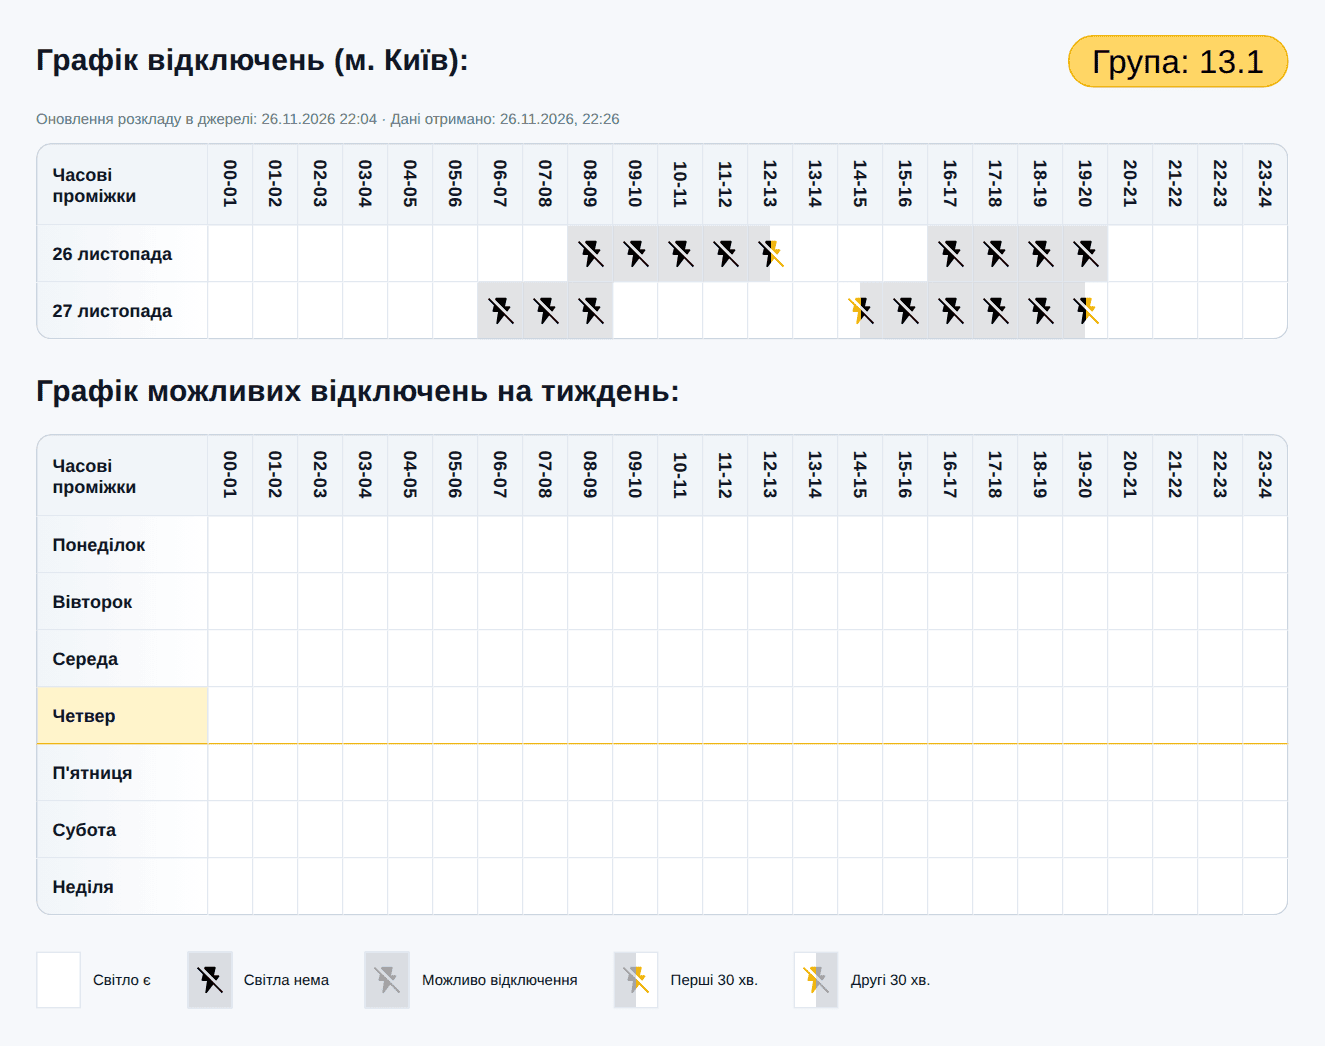 Графік відключень (м. Київ):
Група: 13.1
Оновлення розкладу в джерелі: 26.11.2026 22:04 · Дані отримано: 26.11.2026, 22:26
Часові проміжки 00-01 01-02 02-03 03-04 04-05 05-06 06-07 07-08 08-09 09-10 10-11 11-12 12-13 13-14 14-15 15-16 16-17 17-18 18-19 19-20 20-21 21-22 22-23 23-24
26 листопада
27 листопада
Графік можливих відключень на тиждень:
Часові проміжки 00-01 01-02 02-03 03-04 04-05 05-06 06-07 07-08 08-09 09-10 10-11 11-12 12-13 13-14 14-15 15-16 16-17 17-18 18-19 19-20 20-21 21-22 22-23 23-24
Понеділок
Вівторок
Середа
Четвер
П'ятниця
Субота
Неділя
Світло є Світла нема Можливо відключення Перші 30 хв. Другі 30 хв.